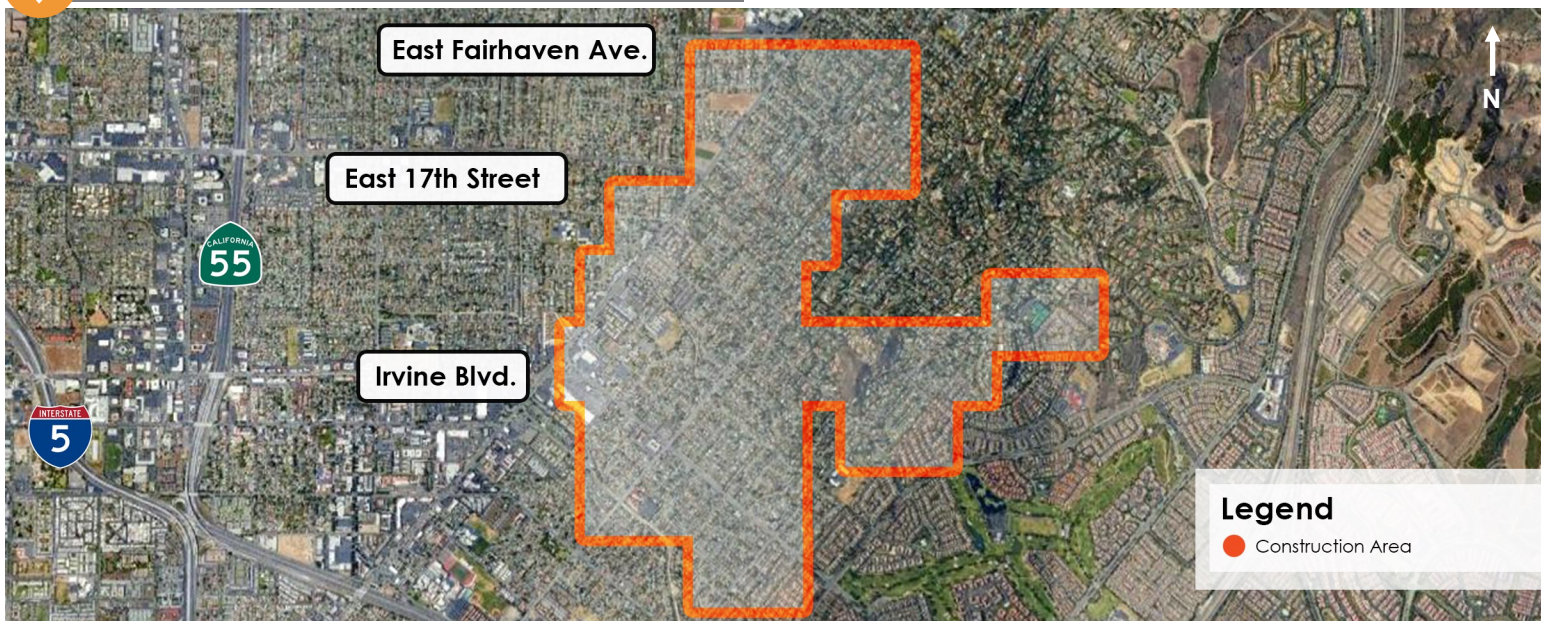 East Fairhaven Ave.
N
East 17th Street
CALIFORNIA
55
Irvine Blvd.
INTERSTATE
5
Legend
Construction Area